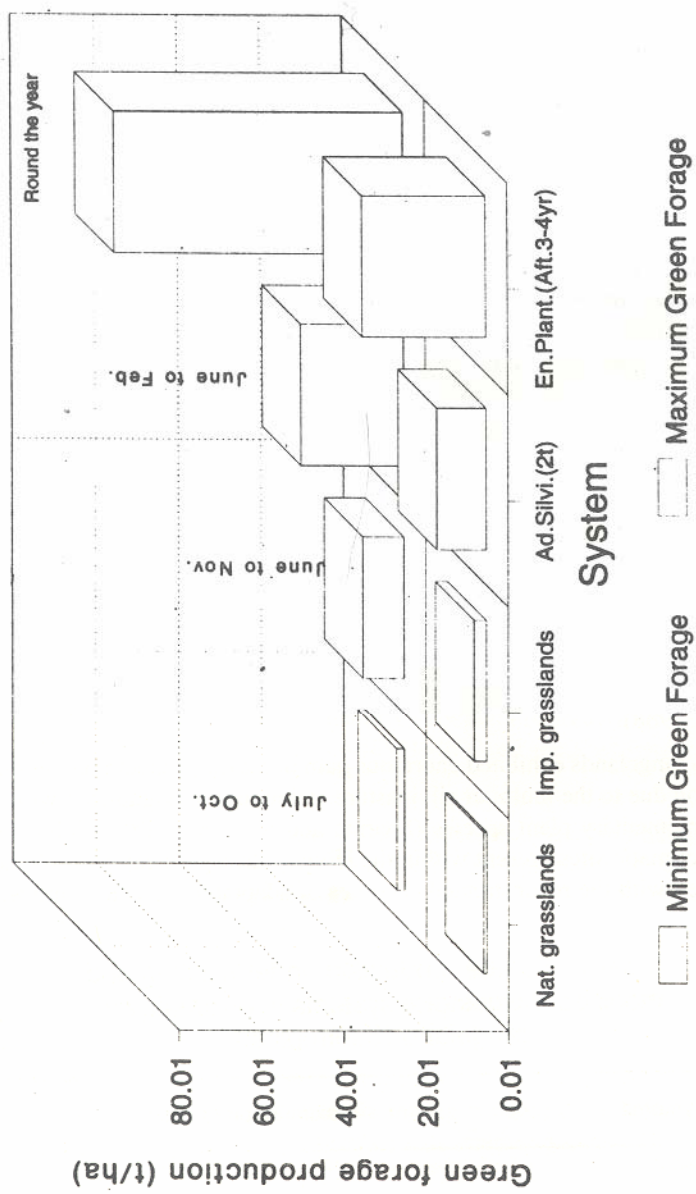 Green forage production (t/ha)
80.01
60.01
40.01
20.01
0.01
July to Oct.
June to Nov.
June to Feb.
Round the year
Nat. grasslands
Imp. grasslands
Ad.Silvi.(2t)
En.Plant.(Aft.3-4yr)
System
Minimum Green Forage
Maximum Green Forage